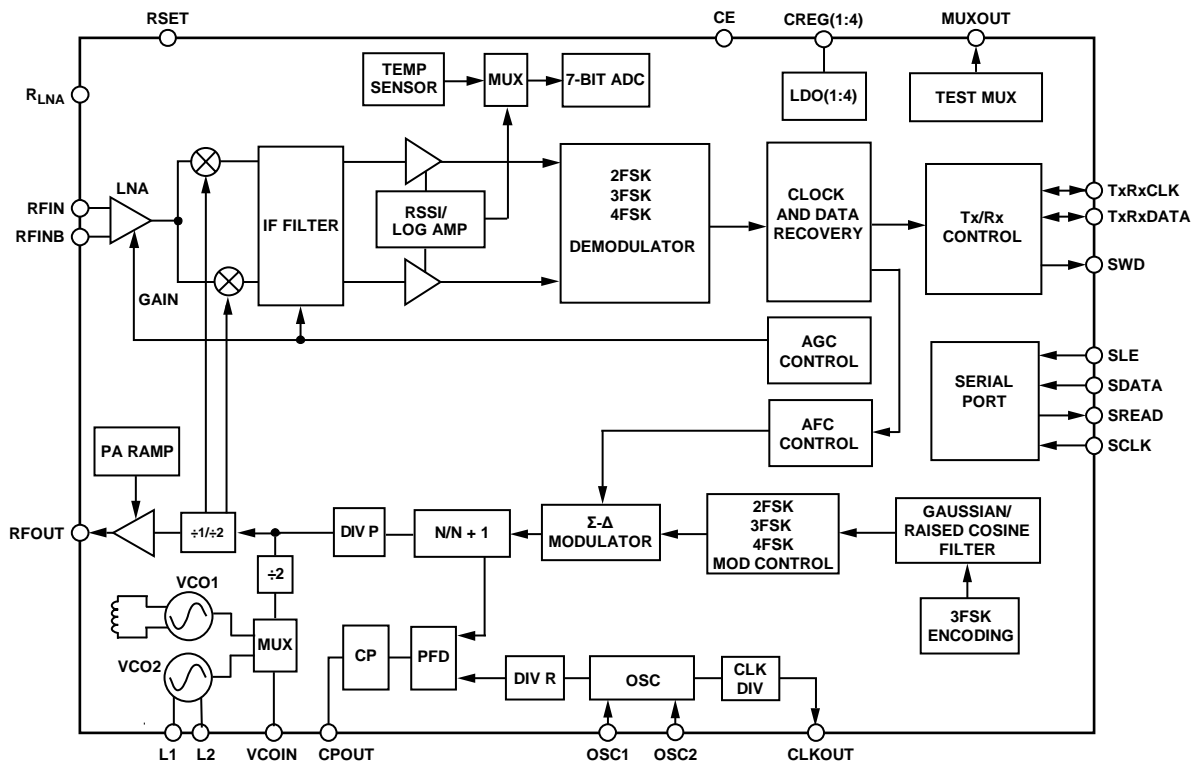 RSET
CE
CREG(1:4)
MUXOUT
TEMP
SENSOR
MUX
7-BIT ADC
LDO(1:4)
TEST MUX
RLNA
LNA
RFIN
RFINB
GAIN
IF FILTER
RSSI/
LOG AMP
2FSK
3FSK
4FSK
DEMODULATOR
CLOCK
AND DATA
RECOVERY
Tx/Rx
CONTROL
TxRxCLK
TxRxDATA
SWD
AGC
CONTROL
SERIAL
PORT
SLE
SDATA
SREAD
SCLK
AFC
CONTROL
PA RAMP
RFOUT
÷1/÷2
DIV P
N/N + 1
Σ-Δ
MODULATOR
2FSK
3FSK
4FSK
MOD CONTROL
GAUSSIAN/
RAISED COSINE
FILTER
÷2
VCO1
MUX
3FSK
ENCODING
VCO2
CP
PFD
DIV R
OSC
CLK
DIV
L1
L2
VCOIN
CPOUT
OSC1
OSC2
CLKOUT